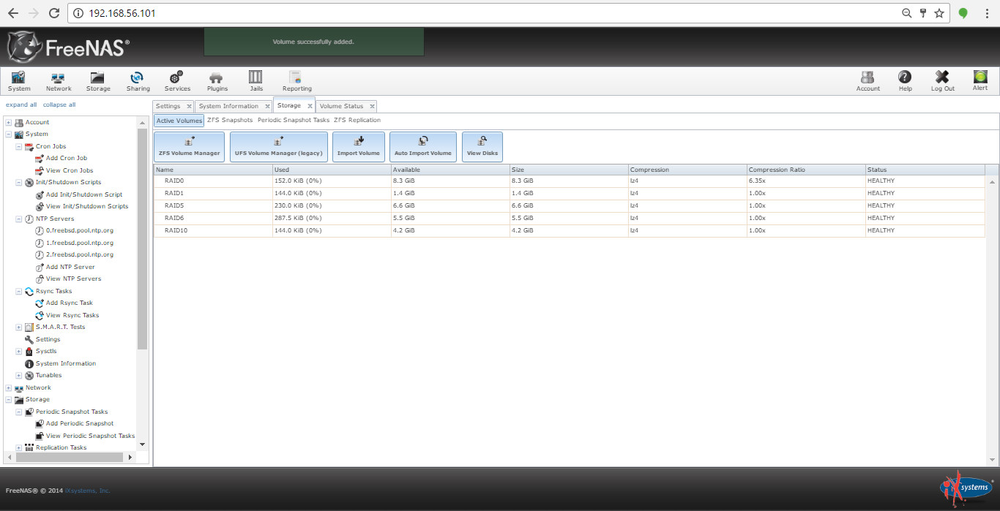 192.168.56.101
FreeNAS®
Volume successfully added.
System Network Storage Sharing Services Plugins Jails Reporting Account Help Log Out Alert
expand all collapse all
Account
System
Cron Jobs
Add Cron Job
View Cron Jobs
Init/Shutdown Scripts
Add Init/Shutdown Script
View Init/Shutdown Scripts
NTP Servers
0.freebsd.pool.ntp.org
1.freebsd.pool.ntp.org
2.freebsd.pool.ntp.org
Add NTP Server
View NTP Servers
Rsync Tasks
Add Rsync Task
View Rsync Tasks
S.M.A.R.T. Tests
Settings
Sysctls
System Information
Tunables
Network
Storage
Periodic Snapshot Tasks
Add Periodic Snapshot
View Periodic Snapshot Tasks
Replication Tasks
Settings System Information Storage Volume Status
Active Volumes ZFS Snapshots Periodic Snapshot Tasks ZFS Replication
ZFS Volume Manager UFS Volume Manager (legacy) Import Volume Auto Import Volume View Disks
Name Used Available Size Compression Compression Ratio Status
RAID0 152.0 KiB (0%) 8.3 GiB 8.3 GiB lz4 6.35x HEALTHY
RAID1 144.0 KiB (0%) 1.4 GiB 1.4 GiB lz4 1.00x HEALTHY
RAID5 230.0 KiB (0%) 6.6 GiB 6.6 GiB lz4 1.00x HEALTHY
RAID6 287.5 KiB (0%) 5.5 GiB 5.5 GiB lz4 1.00x HEALTHY
RAID10 144.0 KiB (0%) 4.2 GiB 4.2 GiB lz4 1.00x HEALTHY
FreeNAS® © 2014 iXsystems, Inc.
iXsystems